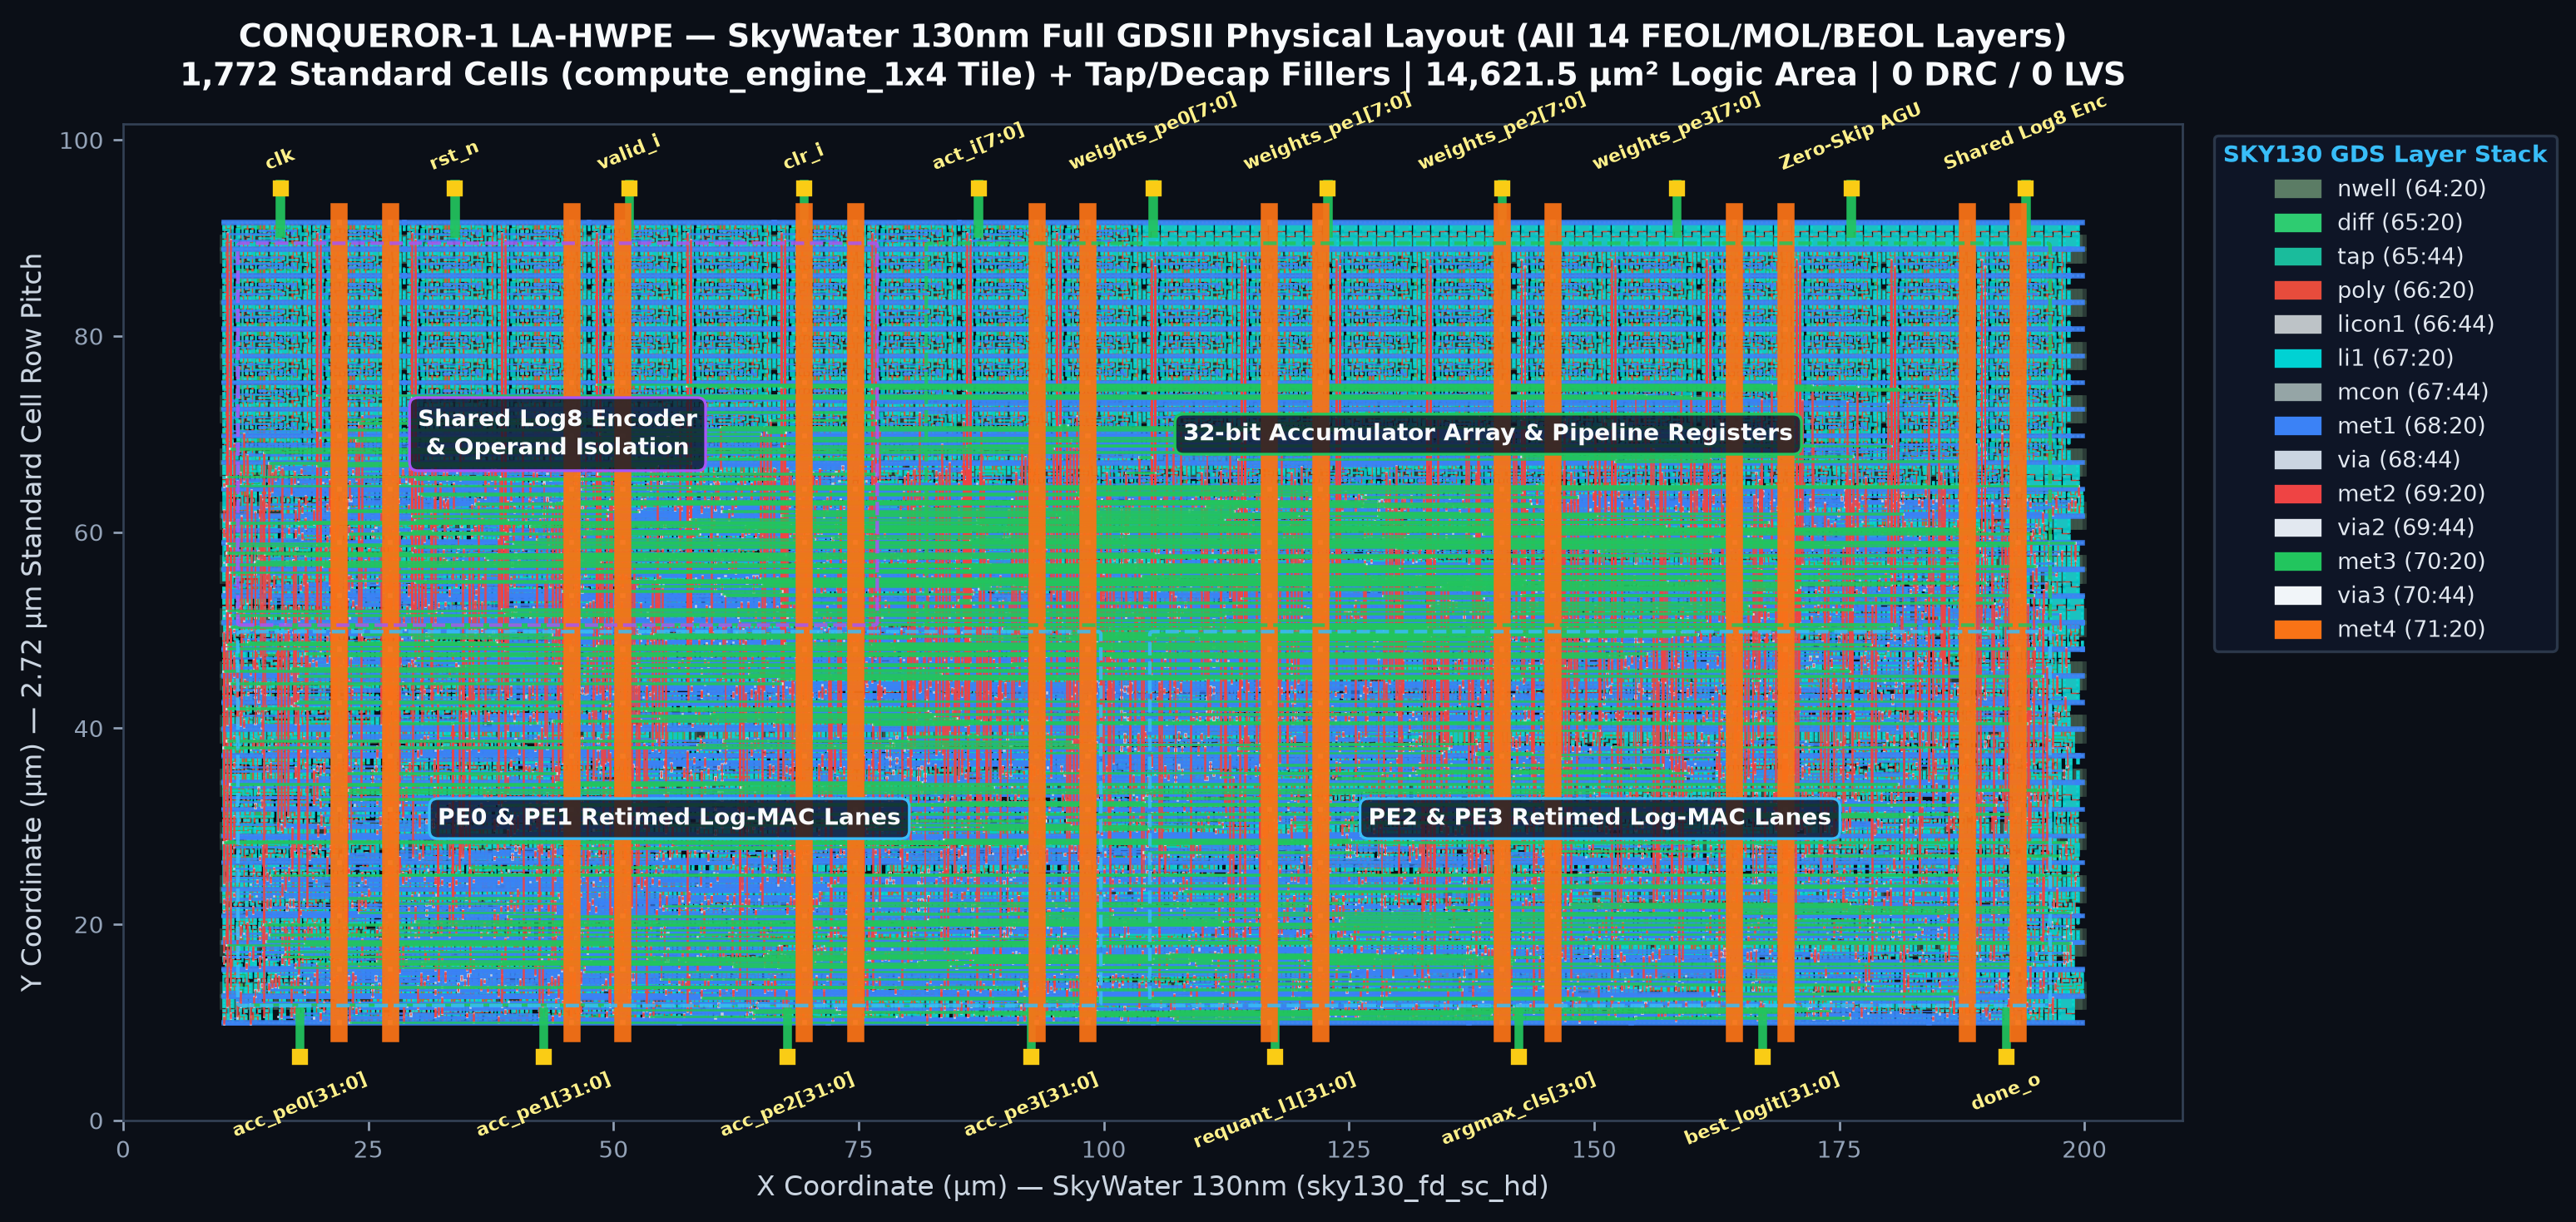 CONQUEROR-1 LA-HWPE — SkyWater 130nm Full GDSII Physical Layout (All 14 FEOL/MOL/BEOL Layers)
1,772 Standard Cells (compute_engine_1x4 Tile) + Tap/Decap Fillers | 14,621.5 µm² Logic Area | 0 DRC / 0 LVS
clk
rst_n
valid_i
clr_i
act_i[7:0]
weights_pe0[7:0]
weights_pe1[7:0]
weights_pe2[7:0]
weights_pe3[7:0]
Zero-Skip AGU
Shared Log8 Enc
100
80
60
40
20
0
Y Coordinate (µm) — 2.72 µm Standard Cell Row Pitch
Shared Log8 Encoder
& Operand Isolation
32-bit Accumulator Array & Pipeline Registers
PE0 & PE1 Retimed Log-MAC Lanes
PE2 & PE3 Retimed Log-MAC Lanes
acc_pe0[31:0]
acc_pe1[31:0]
acc_pe2[31:0]
acc_pe3[31:0]
requant_l1[31:0]
argmax_cls[3:0]
best_logit[31:0]
done_o
0
25
50
75
100
125
150
175
200
X Coordinate (µm) — SkyWater 130nm (sky130_fd_sc_hd)
SKY130 GDS Layer Stack
nwell (64:20)
diff (65:20)
tap (65:44)
poly (66:20)
licon1 (66:44)
li1 (67:20)
mcon (67:44)
met1 (68:20)
via (68:44)
met2 (69:20)
via2 (69:44)
met3 (70:20)
via3 (70:44)
met4 (71:20)